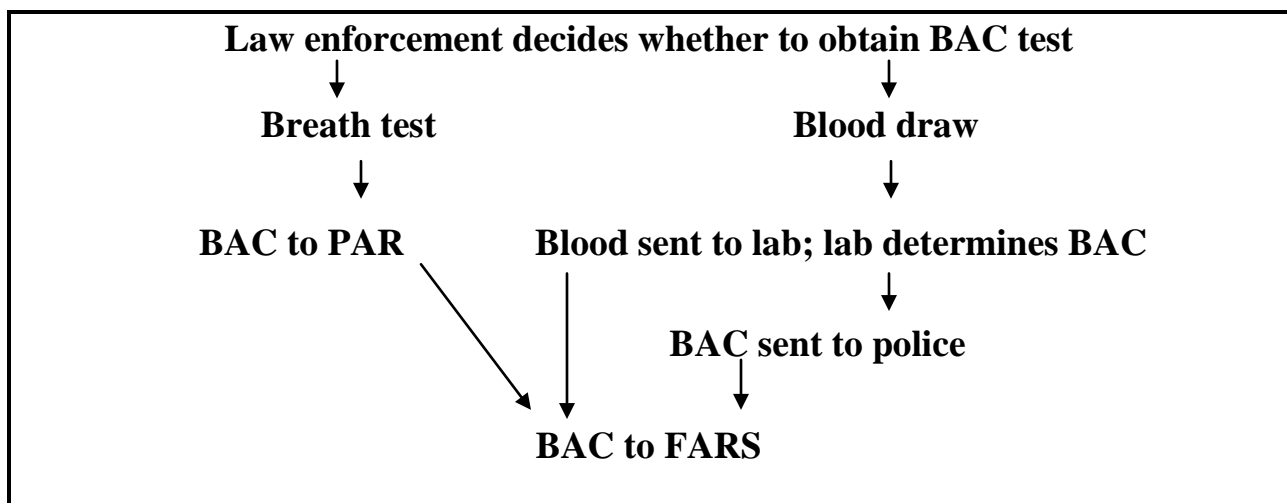 Law enforcement decides whether to obtain BAC test
Breath test Blood draw
BAC to PAR Blood sent to lab; lab determines BAC
BAC sent to police
BAC to FARS